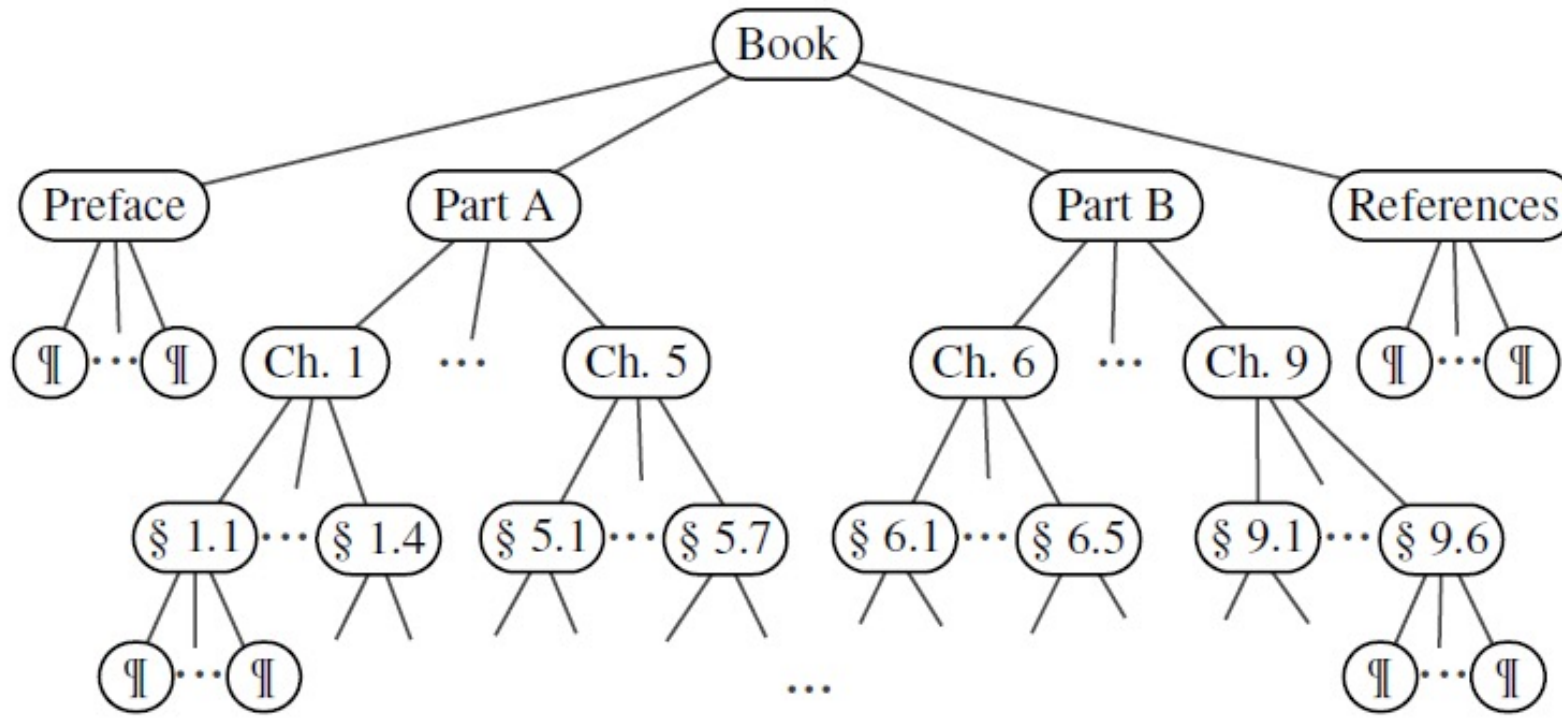 Book
Preface Part A Part B References
¶ ... ¶ Ch. 1 ... Ch. 5 Ch. 6 ... Ch. 9 ¶ ... ¶
§ 1.1 ... § 1.4 § 5.1 ... § 5.7 § 6.1 ... § 6.5 § 9.1 ... § 9.6
¶ ... ¶ ... ¶ ... ¶